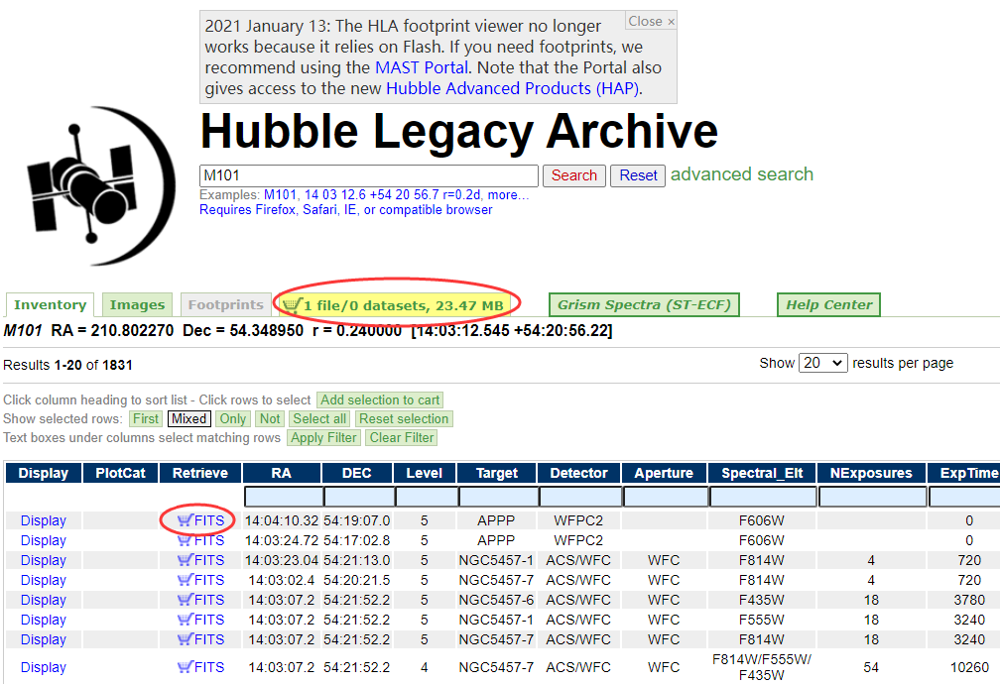 2021 January 13: The HLA footprint viewer no longer
Close ×
works because it relies on Flash. If you need footprints, we
recommend using the MAST Portal. Note that the Portal also
gives access to the new Hubble Advanced Products (HAP).
Hubble Legacy Archive
M101 Search Reset advanced search
Examples: M101, 14 03 12.6 +54 20 56.7 r=0.2d, more...
Requires Firefox, Safari, IE, or compatible browser
Inventory Images Footprints 1 file/0 datasets, 23.47 MB Grism Spectra (ST-ECF) Help Center
M101 RA = 210.802270 Dec = 54.348950 r = 0.240000 [14:03:12.545 +54:20:56.22]
Results 1-20 of 1831 Show 20 results per page
Click column heading to sort list - Click rows to select Add selection to cart
Show selected rows: First Mixed Only Not Select all Reset selection
Text boxes under columns select matching rows Apply Filter Clear Filter
Display PlotCat Retrieve RA DEC Level Target Detector Aperture Spectral_Elt NExposures ExpTime
Display FITS 14:04:10.32 54:19:07.0 5 APPP WFPC2 F606W 0
Display FITS 14:03:24.72 54:17:02.8 5 APPP WFPC2 F606W 0
Display FITS 14:03:23.04 54:21:13.0 5 NGC5457-1 ACS/WFC WFC F814W 4 720
Display FITS 14:03:02.4 54:20:21.5 5 NGC5457-7 ACS/WFC WFC F814W 4 720
Display FITS 14:03:07.2 54:21:52.2 5 NGC5457-6 ACS/WFC WFC F435W 18 3780
Display FITS 14:03:07.2 54:21:52.2 5 NGC5457-1 ACS/WFC WFC F555W 18 3240
Display FITS 14:03:07.2 54:21:52.2 5 NGC5457-7 ACS/WFC WFC F814W 18 3240
Display FITS 14:03:07.2 54:21:52.2 4 NGC5457-7 ACS/WFC WFC F814W/F555W/ 54 10260
F435W